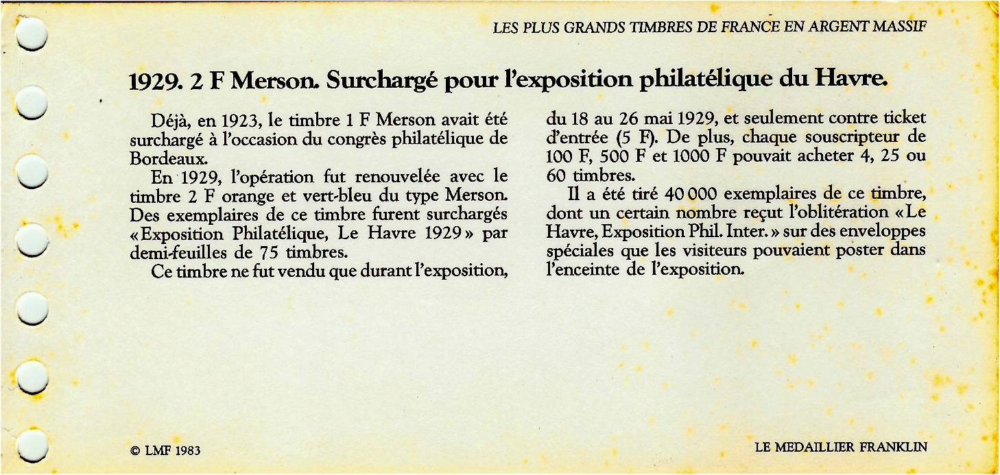 LES PLUS GRANDS TIMBRES DE FRANCE EN ARGENT MASSIF
1929. 2 F Merson. Surchargé pour l'exposition philatélique du Havre.
Déjà, en 1923, le timbre 1 F Merson avait été
surchargé à l'occasion du congrès philatélique de
Bordeaux.
En 1929, l'opération fut renouvelée avec le
timbre 2 F orange et vert-bleu du type Merson.
Des exemplaires de ce timbre furent surchargés
«Exposition Philatélique, Le Havre 1929» par
demi-feuilles de 75 timbres.
Ce timbre ne fut vendu que durant l'exposition,
du 18 au 26 mai 1929, et seulement contre ticket
d'entrée (5 F). De plus, chaque souscripteur de
100 F, 500 F et 1000 F pouvait acheter 4, 25 ou
60 timbres.
Il a été tiré 40 000 exemplaires de ce timbre,
dont un certain nombre reçut l'oblitération «Le
Havre, Exposition Phil. Inter.» sur des enveloppes
spéciales que les visiteurs pouvaient poster dans
l'enceinte de l'exposition.
© LMF 1983
LE MEDAILLIER FRANKLIN